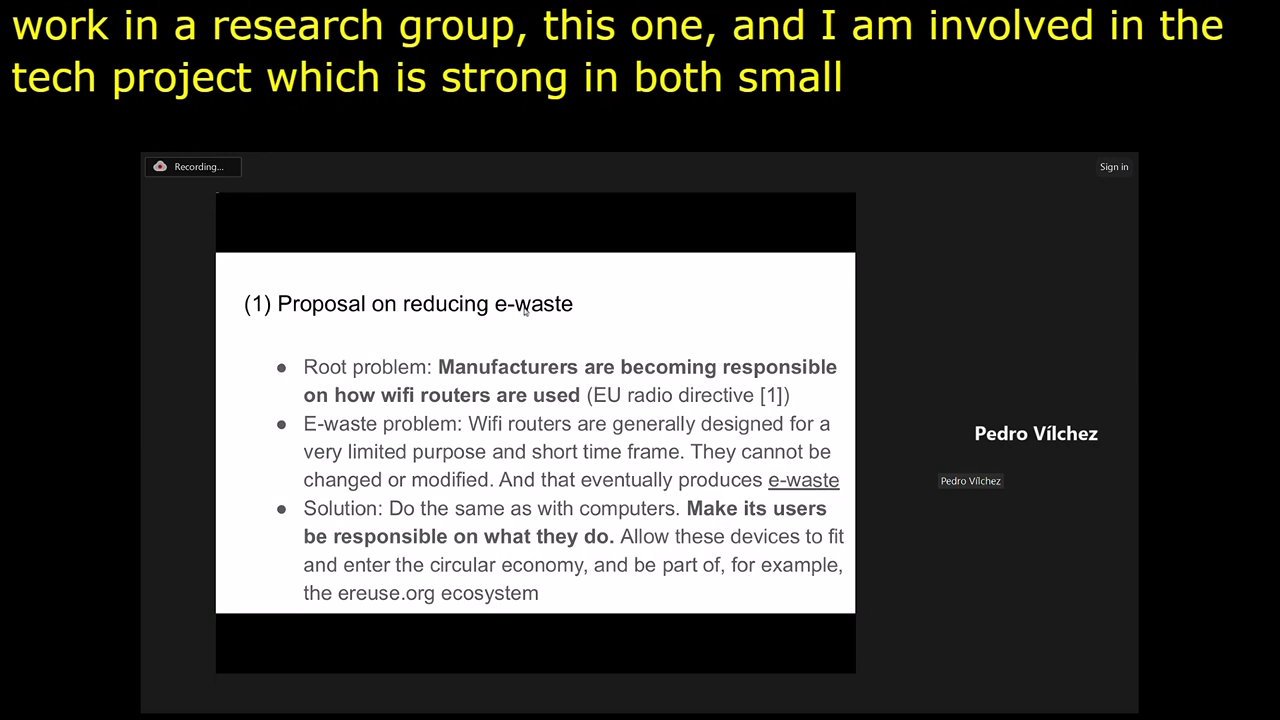 work in a research group, this one, and I am involved in the
tech project which is strong in both small
Recording...
Sign in
(1) Proposal on reducing e-waste
● Root problem: Manufacturers are becoming responsible
on how wifi routers are used (EU radio directive [1])
● E-waste problem: Wifi routers are generally designed for a
very limited purpose and short time frame. They cannot be
changed or modified. And that eventually produces e-waste
● Solution: Do the same as with computers. Make its users
be responsible on what they do. Allow these devices to fit
and enter the circular economy, and be part of, for example,
the ereuse.org ecosystem
Pedro Vílchez
Pedro Vílchez